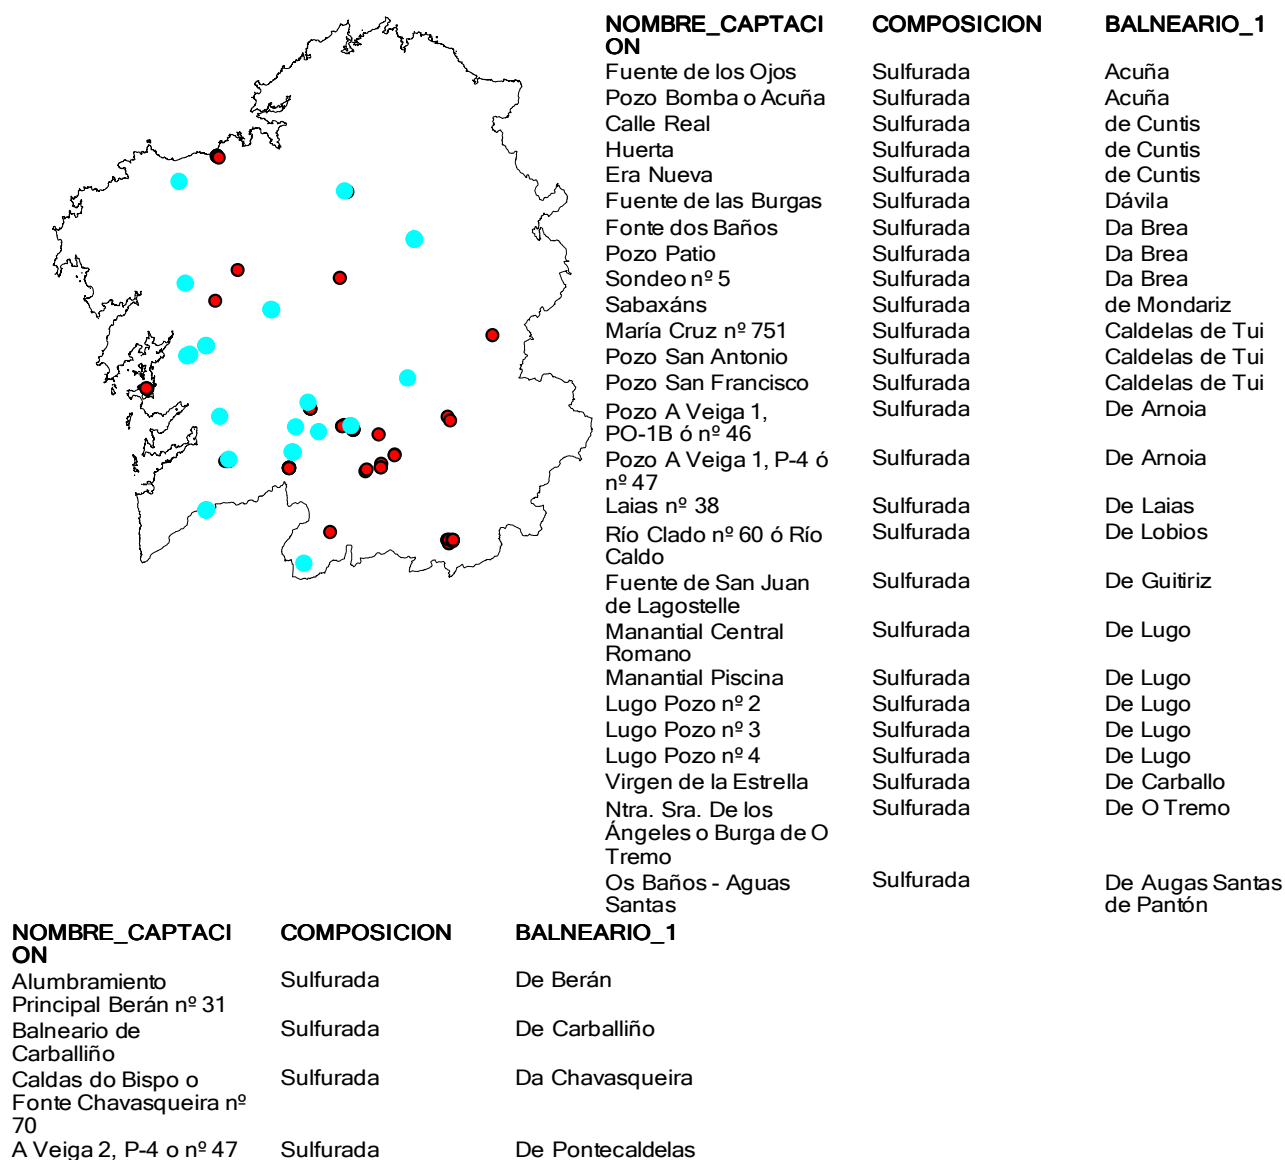 NOMBRE_CAPTACI COMPOSICION BALNEARIO_1
ON
Fuente de los Ojos Sulfurada Acuña
Pozo Bomba o Acuña Sulfurada Acuña
Calle Real Sulfurada de Cuntis
Huerta Sulfurada de Cuntis
Era Nueva Sulfurada de Cuntis
Fuente de las Burgas Sulfurada Dávila
Fonte dos Baños Sulfurada Da Brea
Pozo Patio Sulfurada Da Brea
Sondeo nº 5 Sulfurada Da Brea
Sabaxáns Sulfurada de Mondariz
María Cruz nº 751 Sulfurada Caldelas de Tui
Pozo San Antonio Sulfurada Caldelas de Tui
Pozo San Francisco Sulfurada Caldelas de Tui
Pozo A Veiga 1, Sulfurada De Arnoia
PO-1B ó nº 46
Pozo A Veiga 1, P-4 ó Sulfurada De Arnoia
nº 47
Laias nº 38 Sulfurada De Laias
Río Clado nº 60 ó Río Sulfurada De Lobios
Caldo
Fuente de San Juan Sulfurada De Guitiriz
de Lagostelle
Manantial Central Sulfurada De Lugo
Romano
Manantial Piscina Sulfurada De Lugo
Lugo Pozo nº 2 Sulfurada De Lugo
Lugo Pozo nº 3 Sulfurada De Lugo
Lugo Pozo nº 4 Sulfurada De Lugo
Virgen de la Estrella Sulfurada De Carballo
Ntra. Sra. De los Sulfurada De O Tremo
Ángeles o Burga de O
Tremo
Os Baños - Aguas Sulfurada De Augas Santas
Santas de Pantón
NOMBRE_CAPTACI COMPOSICION BALNEARIO_1
ON
Alumbramiento Sulfurada De Berán
Principal Berán nº 31
Balneario de Sulfurada De Carballiño
Carballiño
Caldas do Bispo o Sulfurada Da Chavasqueira
Fonte Chavasqueira nº
70
A Veiga 2, P-4 o nº 47 Sulfurada De Pontecaldelas